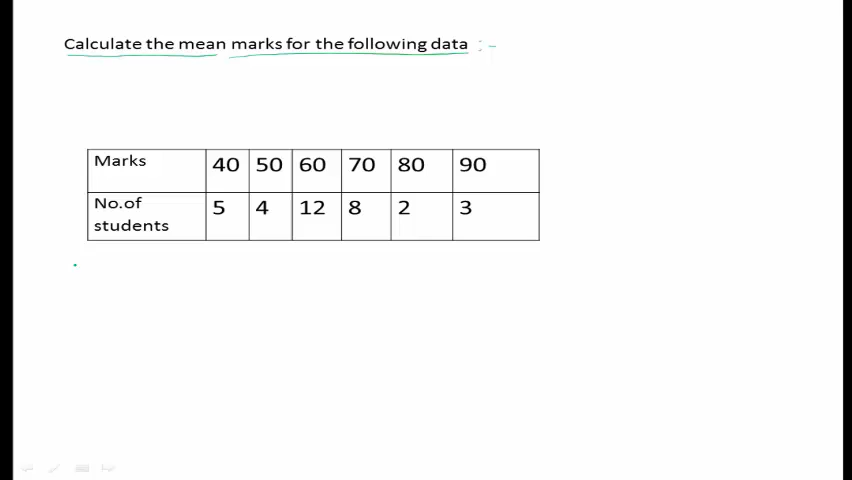 Calculate the mean marks for the following data :-
Marks 40 50 60 70 80 90
No.of students 5 4 12 8 2 3